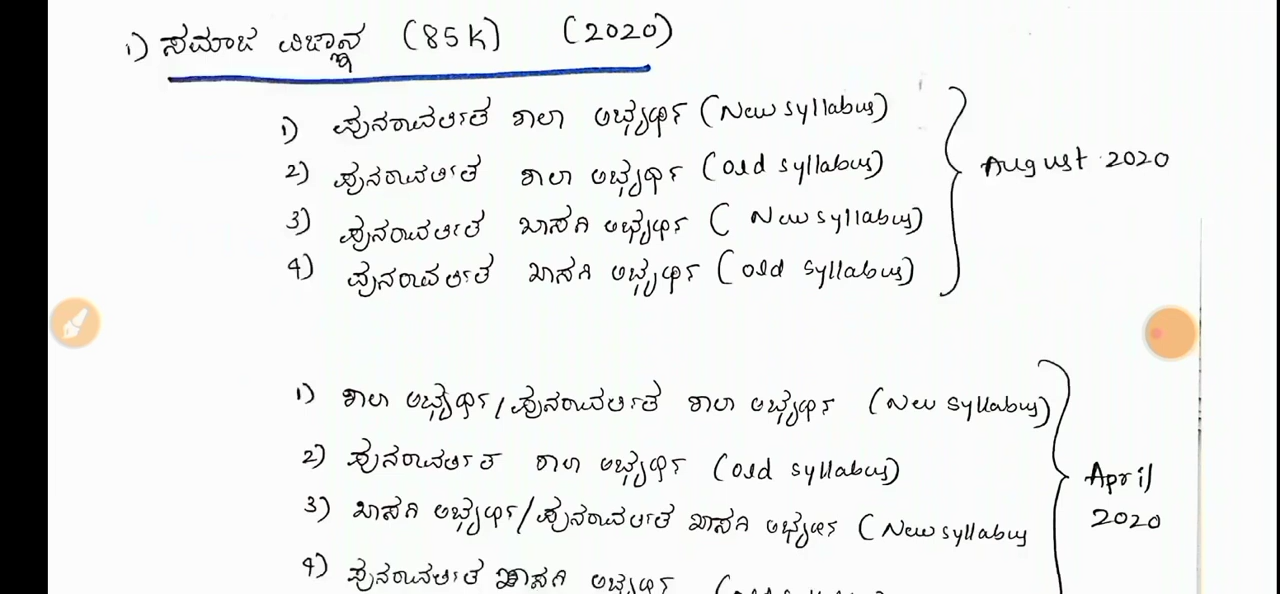 1) ಸಮಾಜ ವಿಜ್ಞಾನ (85K) (2020)
1) ಪುನರಾವರ್ತಿತ ಶಾಲಾ ಅಭ್ಯರ್ಥಿ (New syllabus)
2) ಪುನರಾವರ್ತಿತ ಶಾಲಾ ಅಭ್ಯರ್ಥಿ (Old syllabus)
3) ಪುನರಾವರ್ತಿತ ಖಾಸಗಿ ಅಭ್ಯರ್ಥಿ (New syllabus)
4) ಪುನರಾವರ್ತಿತ ಖಾಸಗಿ ಅಭ್ಯರ್ಥಿ (Old syllabus)
August 2020
1) ಶಾಲಾ ಅಭ್ಯರ್ಥಿ/ಪುನರಾವರ್ತಿತ ಶಾಲಾ ಅಭ್ಯರ್ಥಿ (New syllabus)
2) ಪುನರಾವರ್ತಿತ ಶಾಲಾ ಅಭ್ಯರ್ಥಿ (Old syllabus)
3) ಖಾಸಗಿ ಅಭ್ಯರ್ಥಿ/ಪುನರಾವರ್ತಿತ ಖಾಸಗಿ ಅಭ್ಯರ್ಥಿ (New syllabus
4) ಪುನರಾವರ್ತಿತ ಖಾಸಗಿ ಅಭ್ಯರ್ಥಿ
April
2020